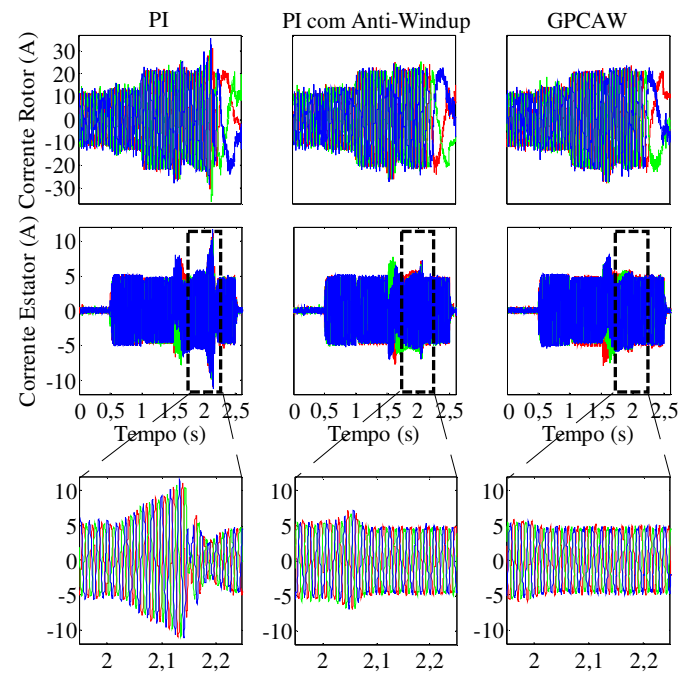 PI PI com Anti-Windup GPCAW
Corrente Rotor (A)
30
20
10
0
-10
-20
-30
Corrente Estator (A)
10
5
0
-5
-10
0 0,5 1 1,5 2 2,5 0 0,5 1 1,5 2 2,5 0 0,5 1 1,5 2 2,5
Tempo (s) Tempo (s) Tempo (s)
10 10 10
5 5 5
0 0 0
-5 -5 -5
-10 -10 -10
2 2,1 2,2 2 2,1 2,2 2 2,1 2,2